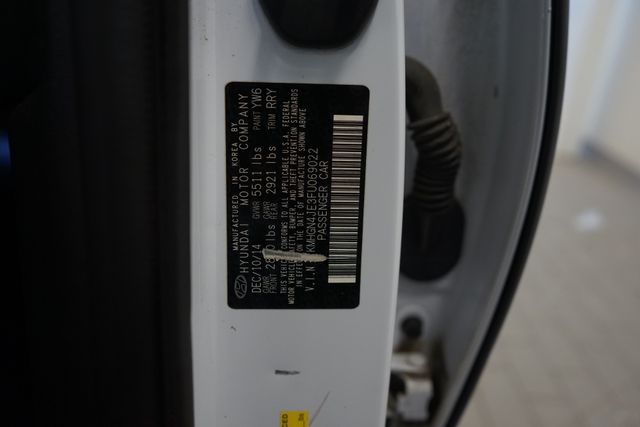 MANUFACTURED IN KOREA BY
HYUNDAI MOTOR COMPANY
DEC/10/14 GVWR 5511 lbs PAINT YW6
GAWR FRONT lbs GAWR REAR 2921 lbs TRIM RRY
THIS VEHICLE CONFORMS TO ALL APPLICABLE U.S.A. FEDERAL
MOTOR VEHICLE SAFETY, BUMPER, AND THEFT PREVENTION STANDARDS
IN EFFECT ON THE DATE OF MANUFACTURE SHOWN ABOVE
V.I.N KMHGN4JE3FU069022
PASSENGER CAR